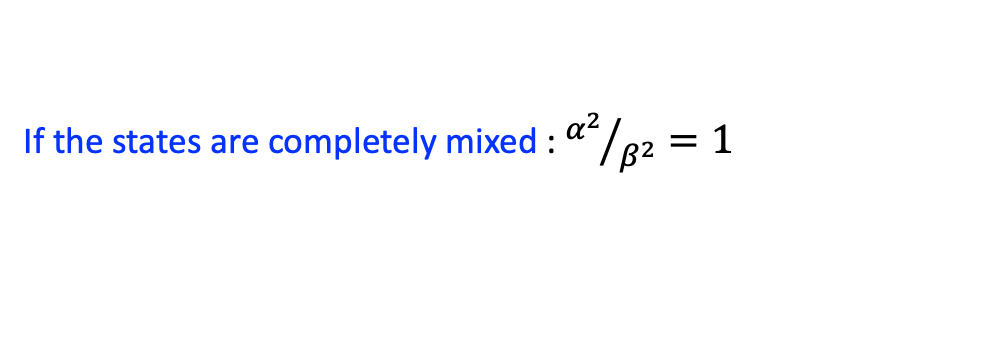 If the states are completely mixed : α²/β² = 1